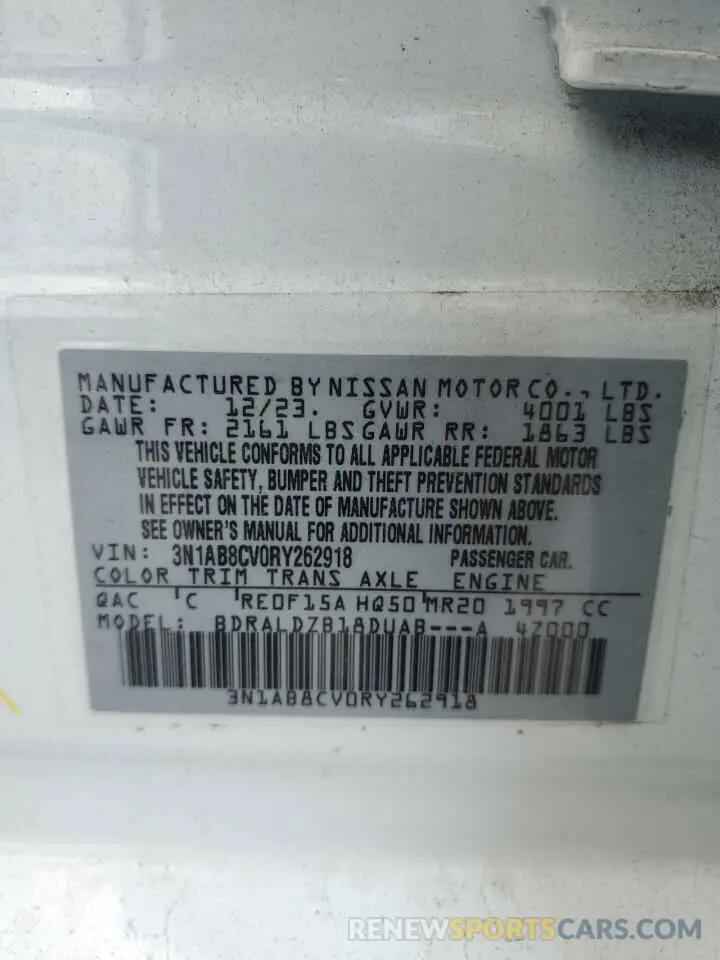 MANUFACTURED BY NISSAN MOTOR CO., LTD.
DATE: 12/23. GVWR: 4001 LBS
GAWR FR: 2161 LBS GAWR RR: 1863 LBS
THIS VEHICLE CONFORMS TO ALL APPLICABLE FEDERAL MOTOR
VEHICLE SAFETY, BUMPER AND THEFT PREVENTION STANDARDS
IN EFFECT ON THE DATE OF MANUFACTURE SHOWN ABOVE.
SEE OWNER'S MANUAL FOR ADDITIONAL INFORMATION.
VIN: 3N1AB8CV0RY262918 PASSENGER CAR.
COLOR TRIM TRANS AXLE ENGINE
QAC C RE0F15A HQ50 MR20 1997 CC
MODEL: BDRALDZB18DUAB---A 47000
3N1AB8CV0RY262918
RENEWSPORTSCARS.COM